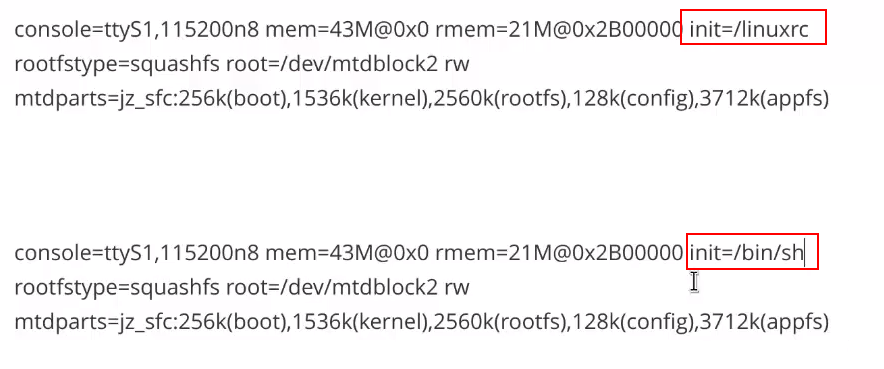 console=ttyS1,115200n8 mem=43M@0x0 rmem=21M@0x2B00000 init=/linuxrc
rootfstype=squashfs root=/dev/mtdblock2 rw
mtdparts=jz_sfc:256k(boot),1536k(kernel),2560k(rootfs),128k(config),3712k(appfs)
console=ttyS1,115200n8 mem=43M@0x0 rmem=21M@0x2B00000 init=/bin/sh
rootfstype=squashfs root=/dev/mtdblock2 rw
mtdparts=jz_sfc:256k(boot),1536k(kernel),2560k(rootfs),128k(config),3712k(appfs)